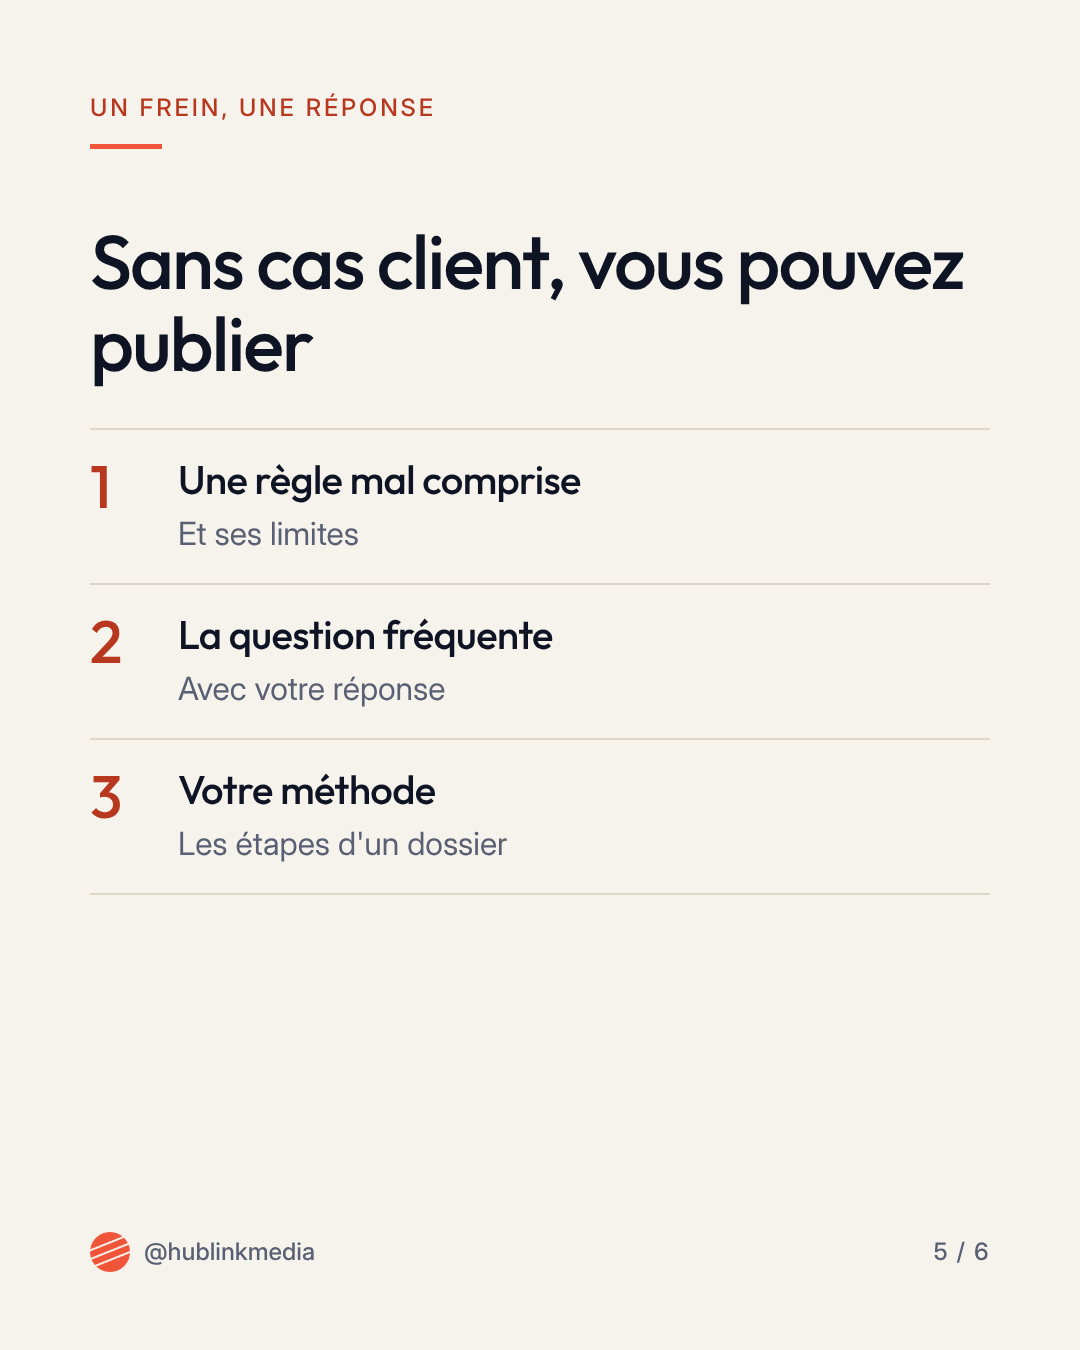 UN FREIN, UNE RÉPONSE
Sans cas client, vous pouvez
publier
1
Une règle mal comprise
Et ses limites
2
La question fréquente
Avec votre réponse
3
Votre méthode
Les étapes d'un dossier
@hublinkmedia
5 / 6